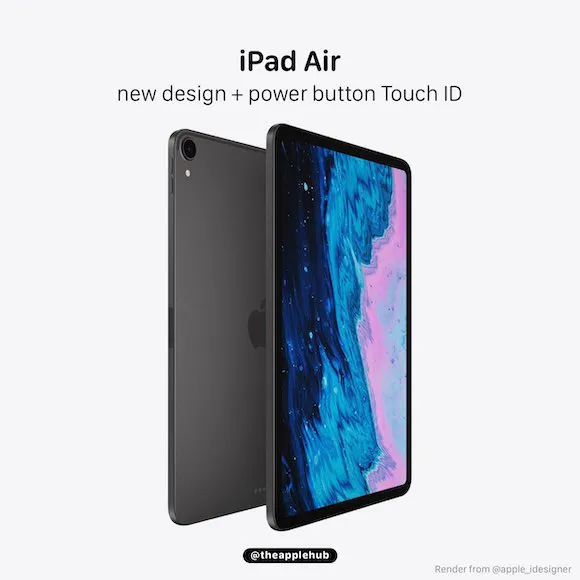 iPad Air
new design + power button Touch ID
@theapplehub
Render from @apple_idesigner